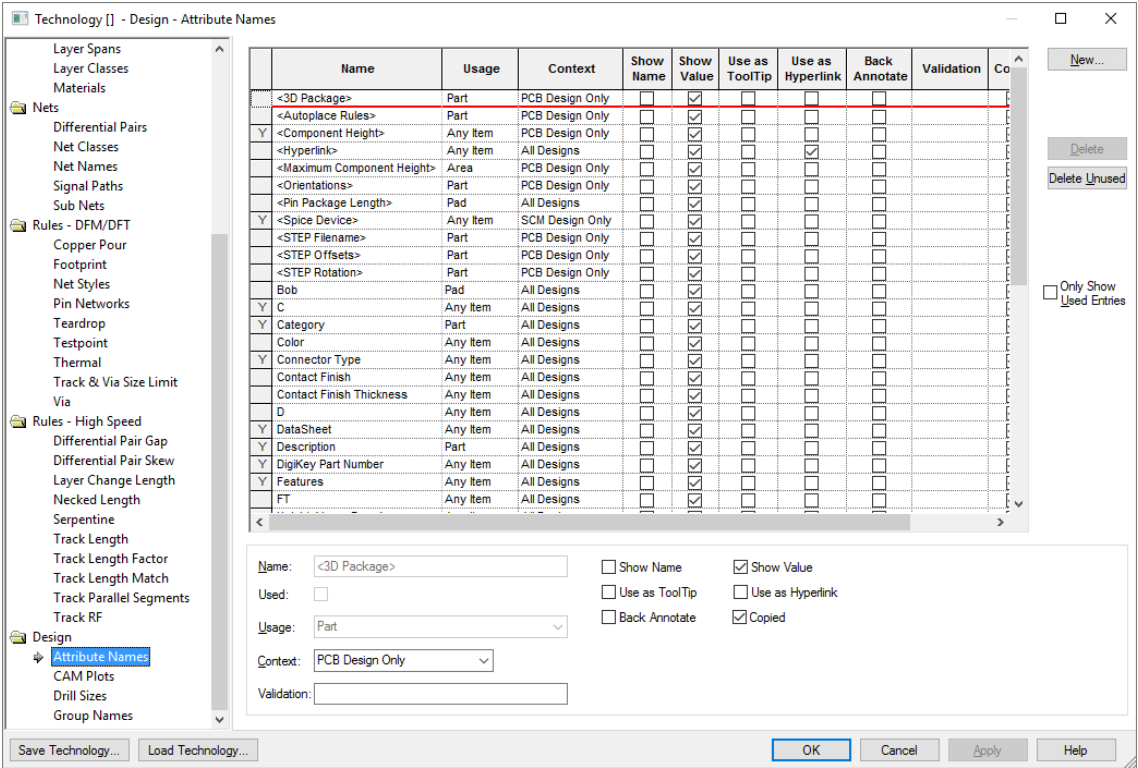 Technology [] - Design - Attribute Names
Layer Spans
Layer Classes
Materials
Nets
Differential Pairs
Net Classes
Net Names
Signal Paths
Sub Nets
Rules - DFM/DFT
Copper Pour
Footprint
Net Styles
Pin Networks
Teardrop
Testpoint
Thermal
Track & Via Size Limit
Via
Rules - High Speed
Differential Pair Gap
Differential Pair Skew
Layer Change Length
Necked Length
Serpentine
Track Length
Track Length Factor
Track Length Match
Track Parallel Segments
Track RF
Design
Attribute Names
CAM Plots
Drill Sizes
Group Names
Name Usage Context Show Name Show Value Use as ToolTip Use as Hyperlink Back Annotate Validation Co
<3D Package> Part PCB Design Only
<Autoplace Rules> Part PCB Design Only
Y <Component Height> Any Item PCB Design Only
<Hyperlink> Any Item All Designs
<Maximum Component Height> Area PCB Design Only
<Orientations> Part PCB Design Only
<Pin Package Length> Pad All Designs
Y <Spice Device> Any Item SCM Design Only
<STEP Filename> Part PCB Design Only
<STEP Offsets> Part PCB Design Only
<STEP Rotation> Part PCB Design Only
Bob Pad All Designs
Y C Any Item All Designs
Y Category Part All Designs
Color Any Item All Designs
Y Connector Type Any Item All Designs
Contact Finish Any Item All Designs
Contact Finish Thickness Any Item All Designs
D Any Item All Designs
Y DataSheet Any Item All Designs
Y Description Part All Designs
Y DigiKey Part Number Any Item All Designs
Y Features Any Item All Designs
FT Any Item All Designs
New...
Delete
Delete Unused
Only Show
Used Entries
Name: <3D Package>
Used:
Usage: Part
Context: PCB Design Only
Validation:
Show Name Show Value
Use as ToolTip Use as Hyperlink
Back Annotate Copied
Save Technology... Load Technology... OK Cancel Apply Help